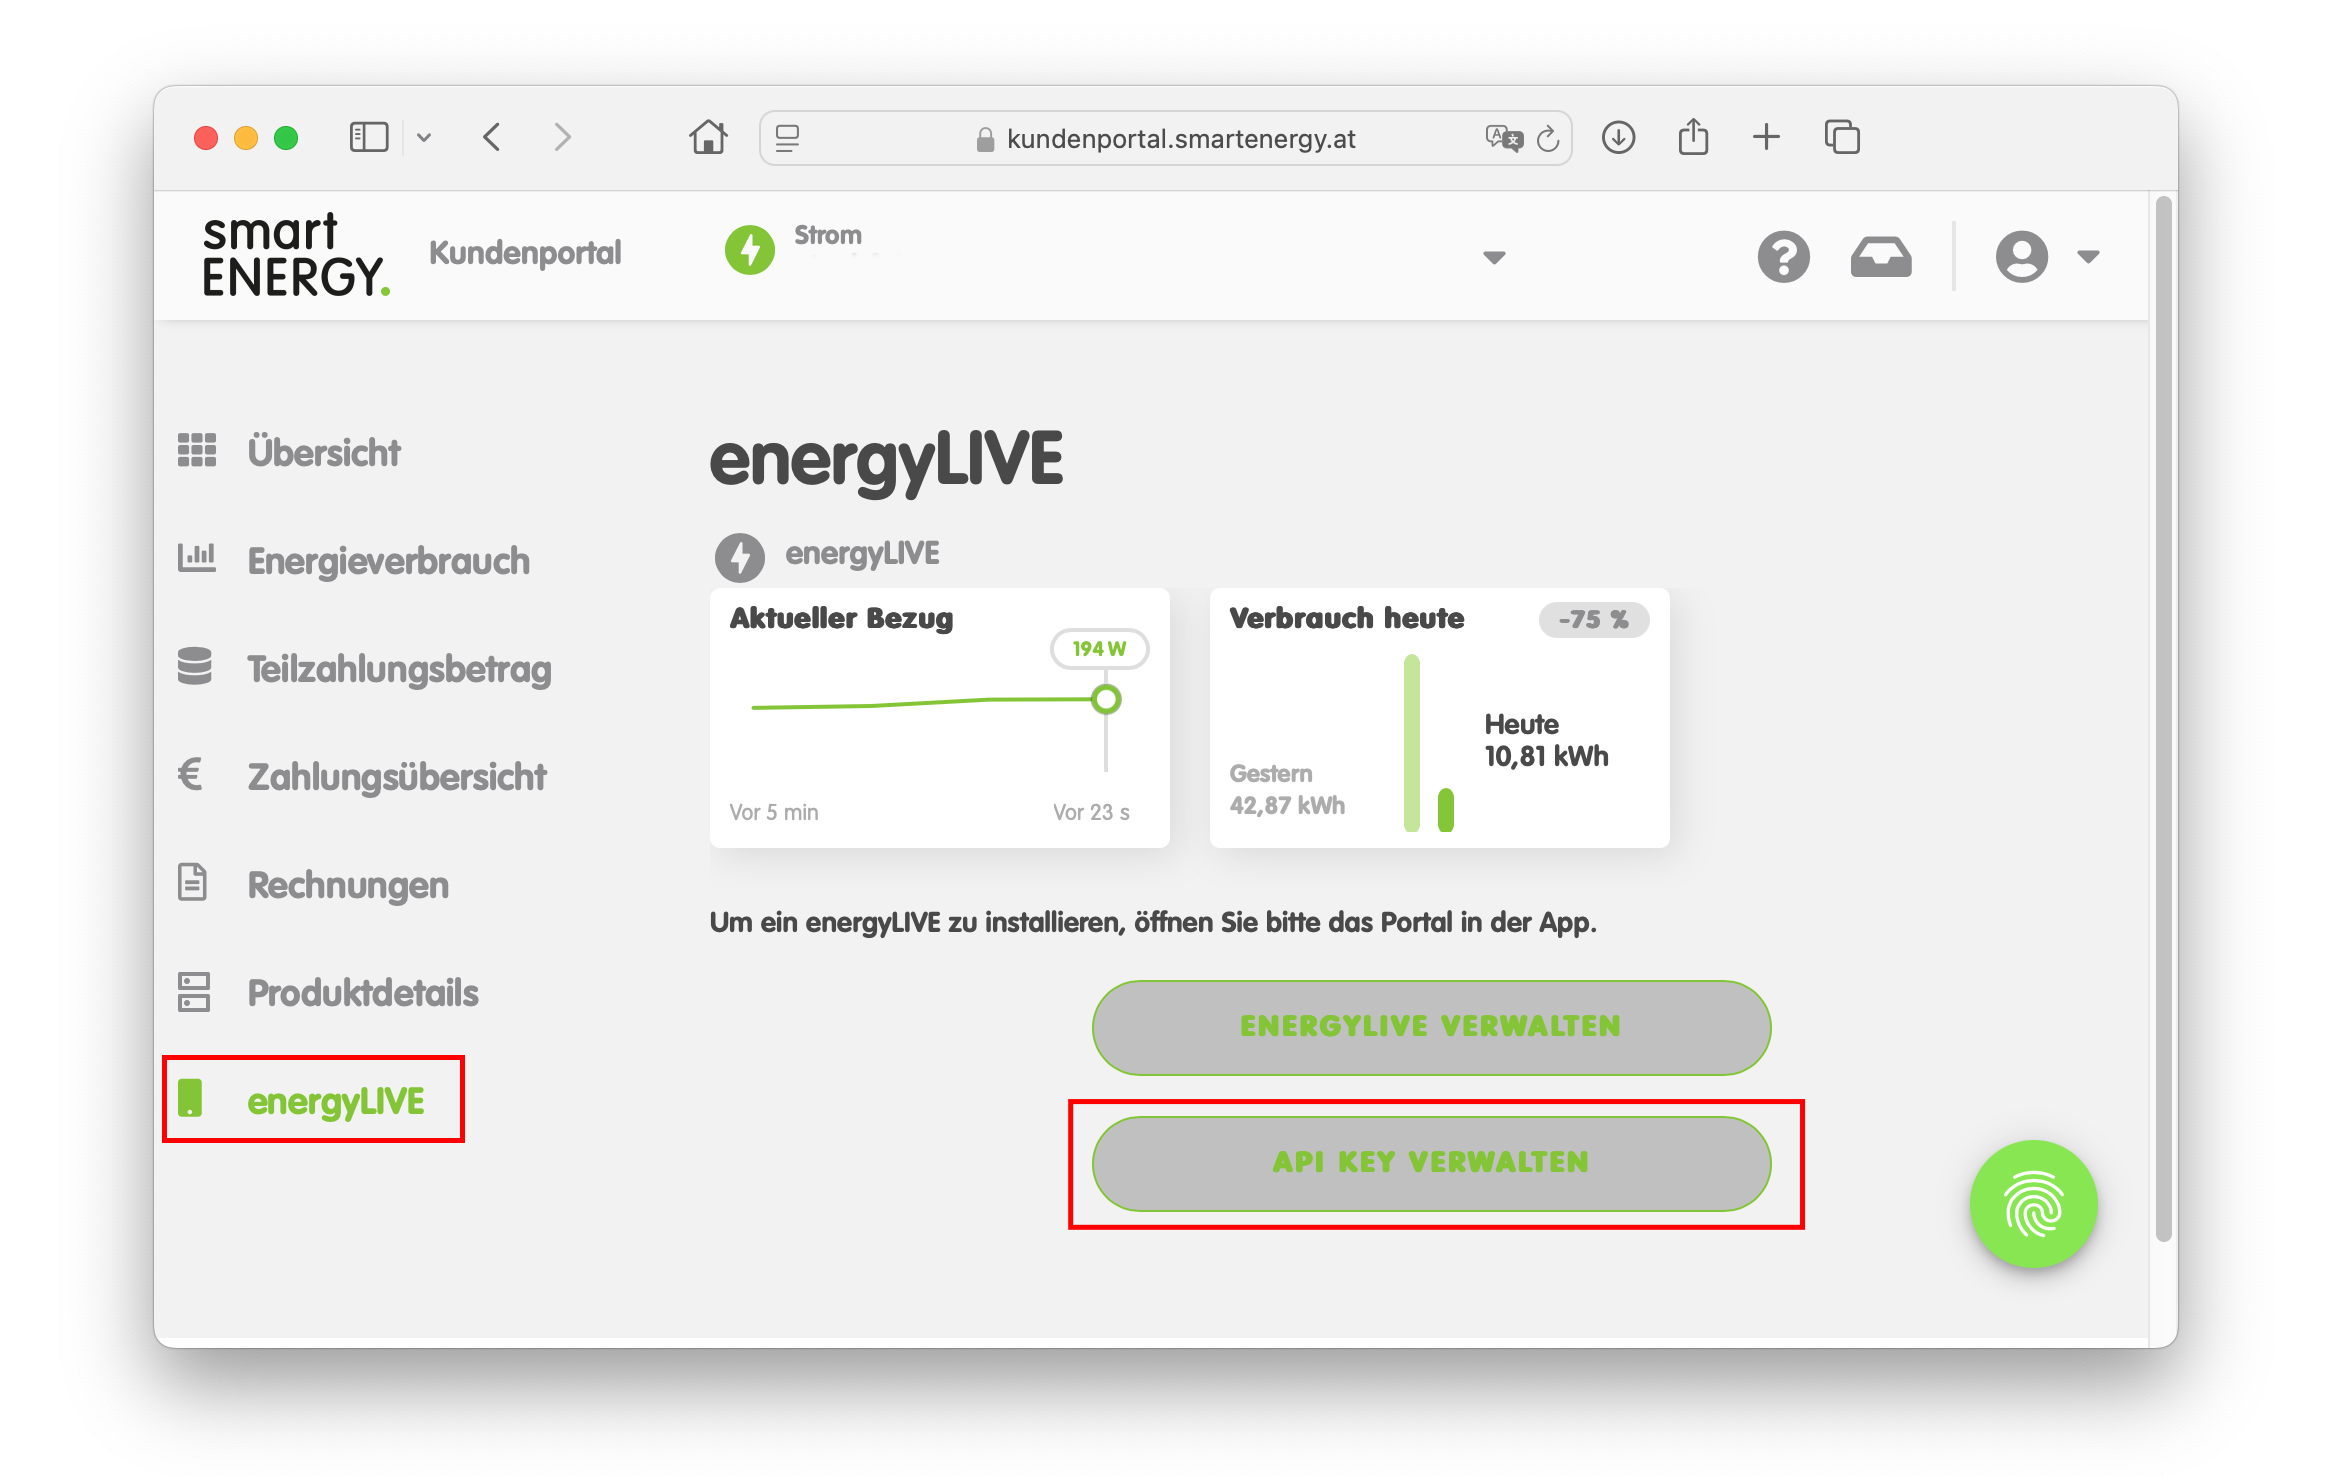 kundenportal.smartenergy.at
smart
ENERGY.
Kundenportal
Strom
Übersicht
Energieverbrauch
Teilzahlungsbetrag
Zahlungsübersicht
Rechnungen
Produktdetails
energyLIVE
energyLIVE
energyLIVE
Aktueller Bezug
194 W
Vor 5 min
Vor 23 s
Verbrauch heute
-75 %
Heute
10,81 kWh
Gestern
42,87 kWh
Um ein energyLIVE zu installieren, öffnen Sie bitte das Portal in der App.
ENERGYLIVE VERWALTEN
API KEY VERWALTEN